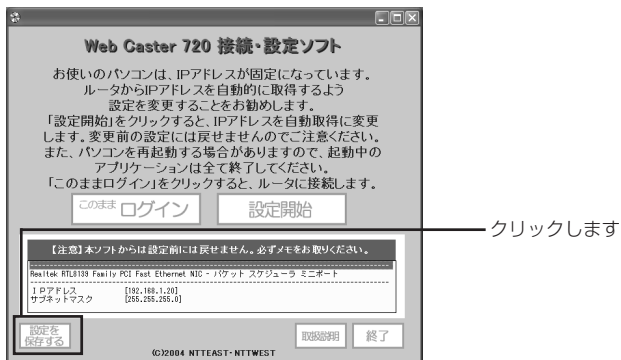 Web Caster 720 接続・設定ソフト
お使いのパソコンは、IPアドレスが固定になっています。
ルータからIPアドレスを自動的に取得するよう
設定を変更することをお勧めします。
「設定開始」をクリックすると、IPアドレスを自動取得に変更
します。変更前の設定には戻せませんのでご注意ください。
また、パソコンを再起動する場合がありますので、起動中の
アプリケーションは全て終了してください。
「このままログイン」をクリックすると、ルータに接続します。
このまま ログイン
設定開始
クリックします
【注意】本ソフトからは設定前には戻せません。必ずメモをお取りください。
Realtek RTL8139 Family PCI Fast Ethernet NIC - パケット スケジューラ ミニポート
IPアドレス [192.168.1.20]
サブネットマスク [255.255.255.0]
設定を
保存する
取扱説明
終了
(C)2004 NTTEAST・NTTWEST